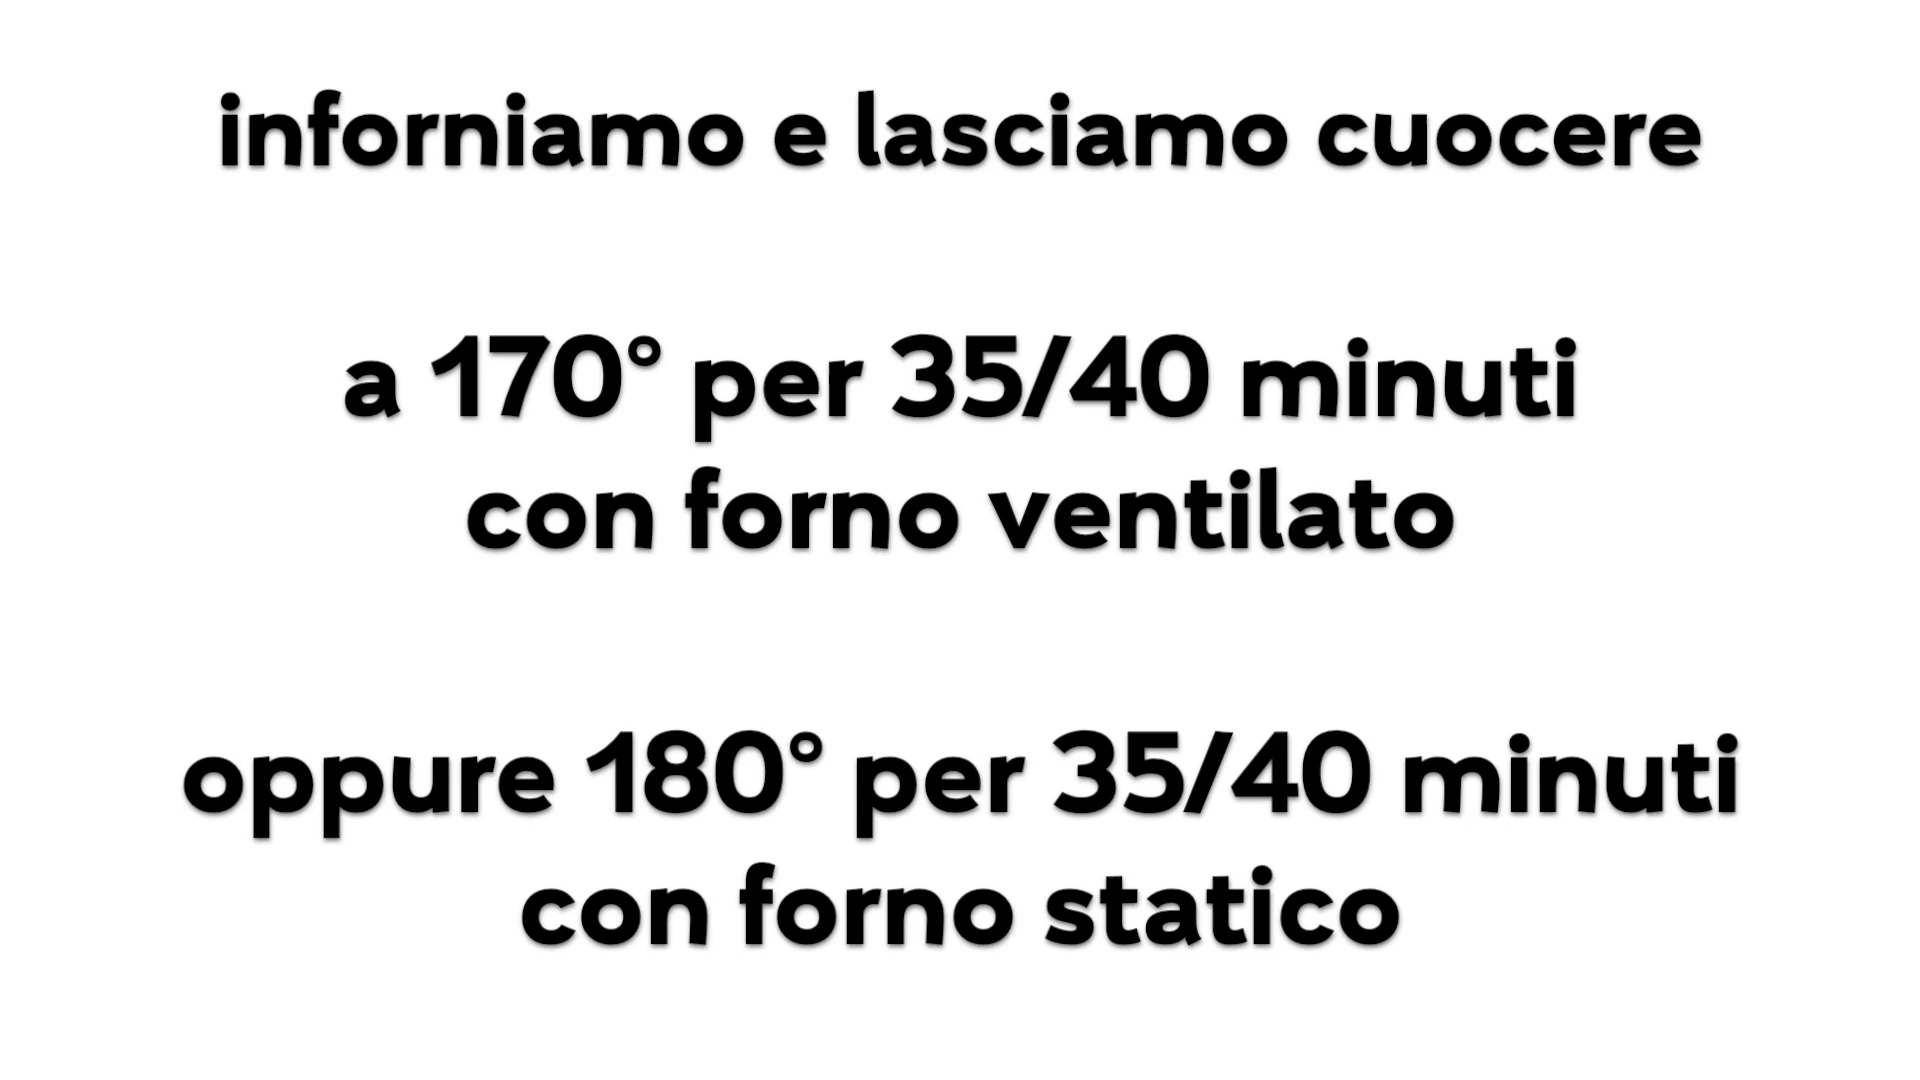 inforniamo e lasciamo cuocere
a 170° per 35/40 minuti
con forno ventilato
oppure 180° per 35/40 minuti
con forno statico